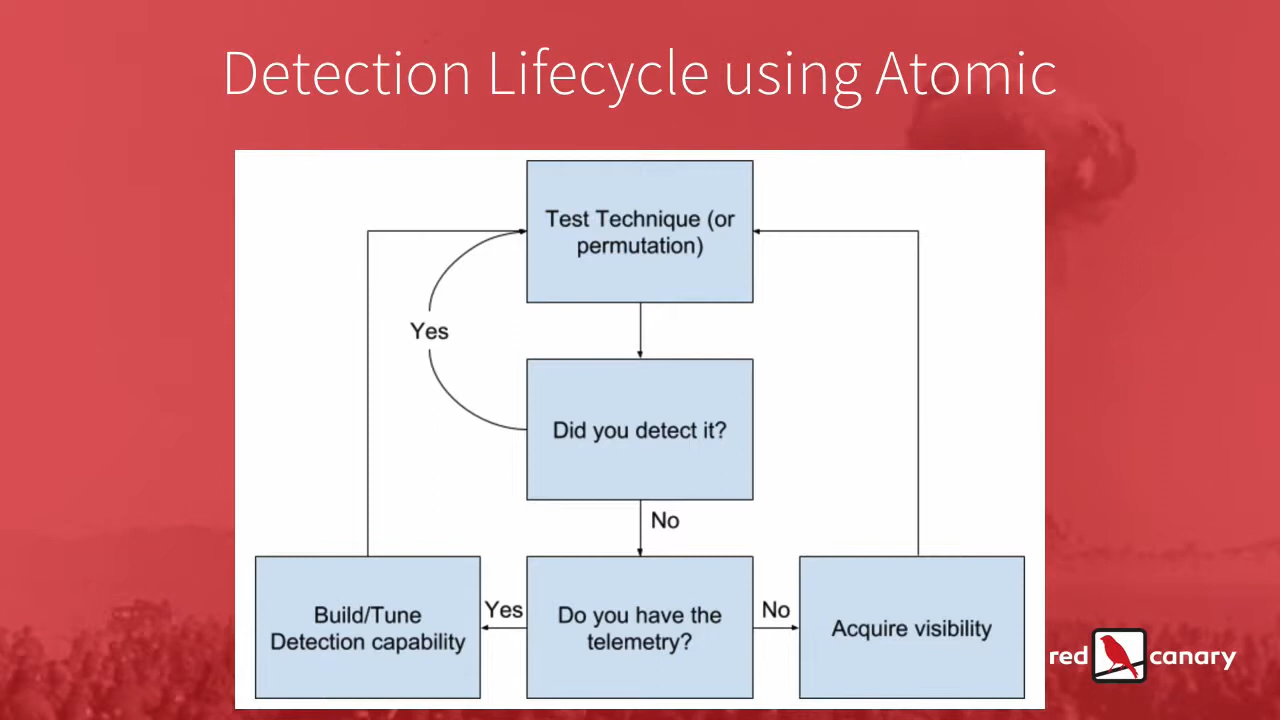 Detection Lifecycle using Atomic
Test Technique (or
permutation)
Yes
Did you detect it?
No
Build/Tune
Detection capability
Yes
Do you have the
telemetry?
No
Acquire visibility
red canary